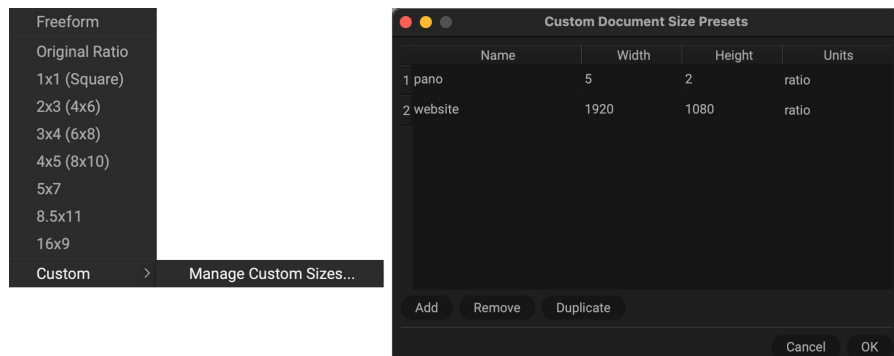 Freeform
Original Ratio
1x1 (Square)
2x3 (4x6)
3x4 (6x8)
4x5 (8x10)
5x7
8.5x11
16x9
Custom >
Manage Custom Sizes...
Custom Document Size Presets
Name Width Height Units
1 pano 5 2 ratio
2 website 1920 1080 ratio
Add Remove Duplicate
Cancel OK